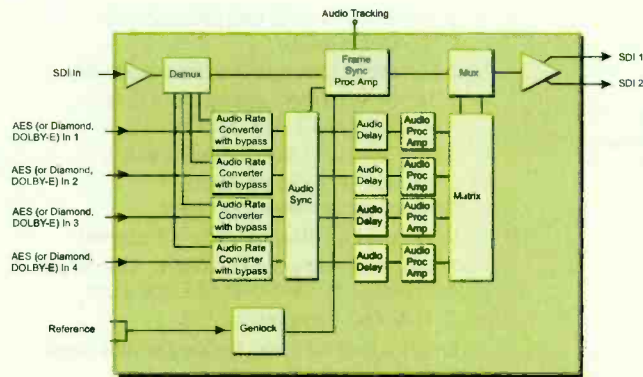 Audio Tracking
SDI In
Demux
Frame
Sync
Proc Amp
Mux
SDI 1
SDI 2
AES (or Diamond,
DOLBY-E) In 1
Audio Rate
Converter
with bypass
Audio
Delay
Audio
Proc
Amp
AES (or Diamond,
DOLBY-E) In 2
Audio Rate
Converter
with bypass
Audio
Delay
Audio
Proc
Amp
Audio
Sync
Matrix
AES (or Diamond,
DOLBY-E) In 3
Audio Rate
Converter
with bypass
Audio
Delay
Audio
Proc
Amp
AES (or Diamond,
DOLBY-E) In 4
Audio Rate
Converter
with bypass
Audio
Delay
Audio
Proc
Amp
Reference
Genlock